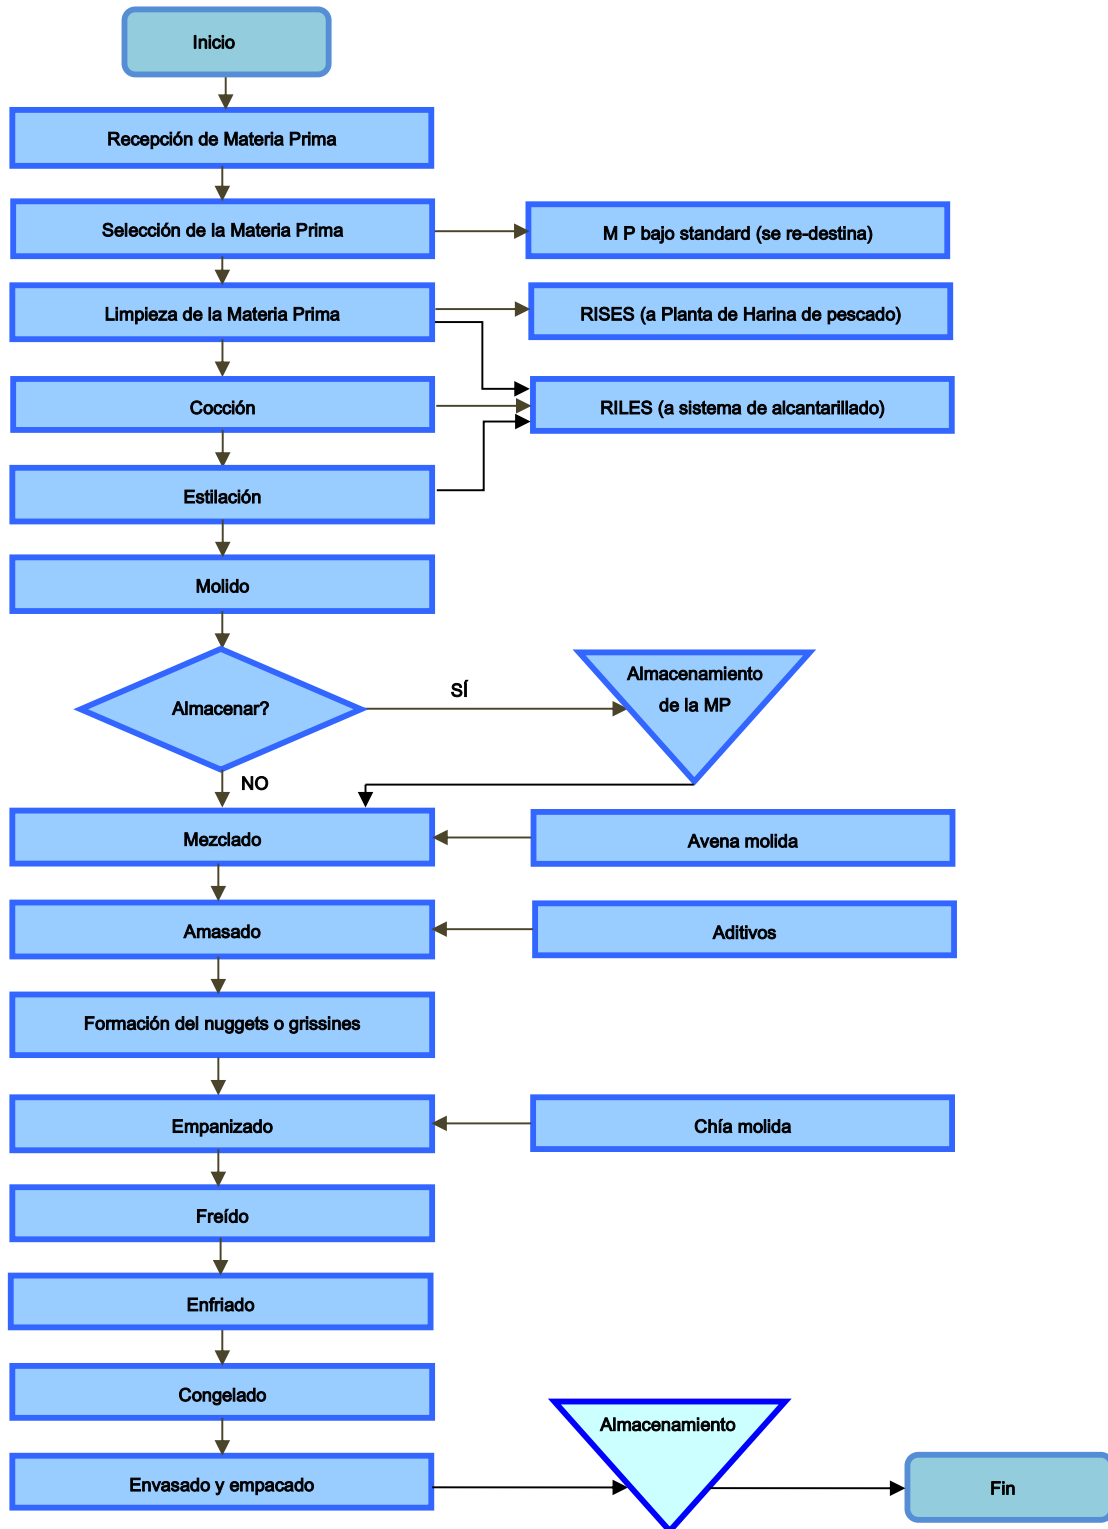 Inicio
Recepción de Materia Prima
Selección de la Materia Prima
M P bajo standard (se re-destina)
Limpieza de la Materia Prima
RISES (a Planta de Harina de pescado)
Cocción
RILES (a sistema de alcantarillado)
Estilación
Molido
Almacenar?
SÍ
Almacenamiento
de la MP
NO
Mezclado
Avena molida
Amasado
Aditivos
Formación del nuggets o grissines
Empanizado
Chía molida
Freído
Enfriado
Congelado
Almacenamiento
Envasado y empacado
Fin